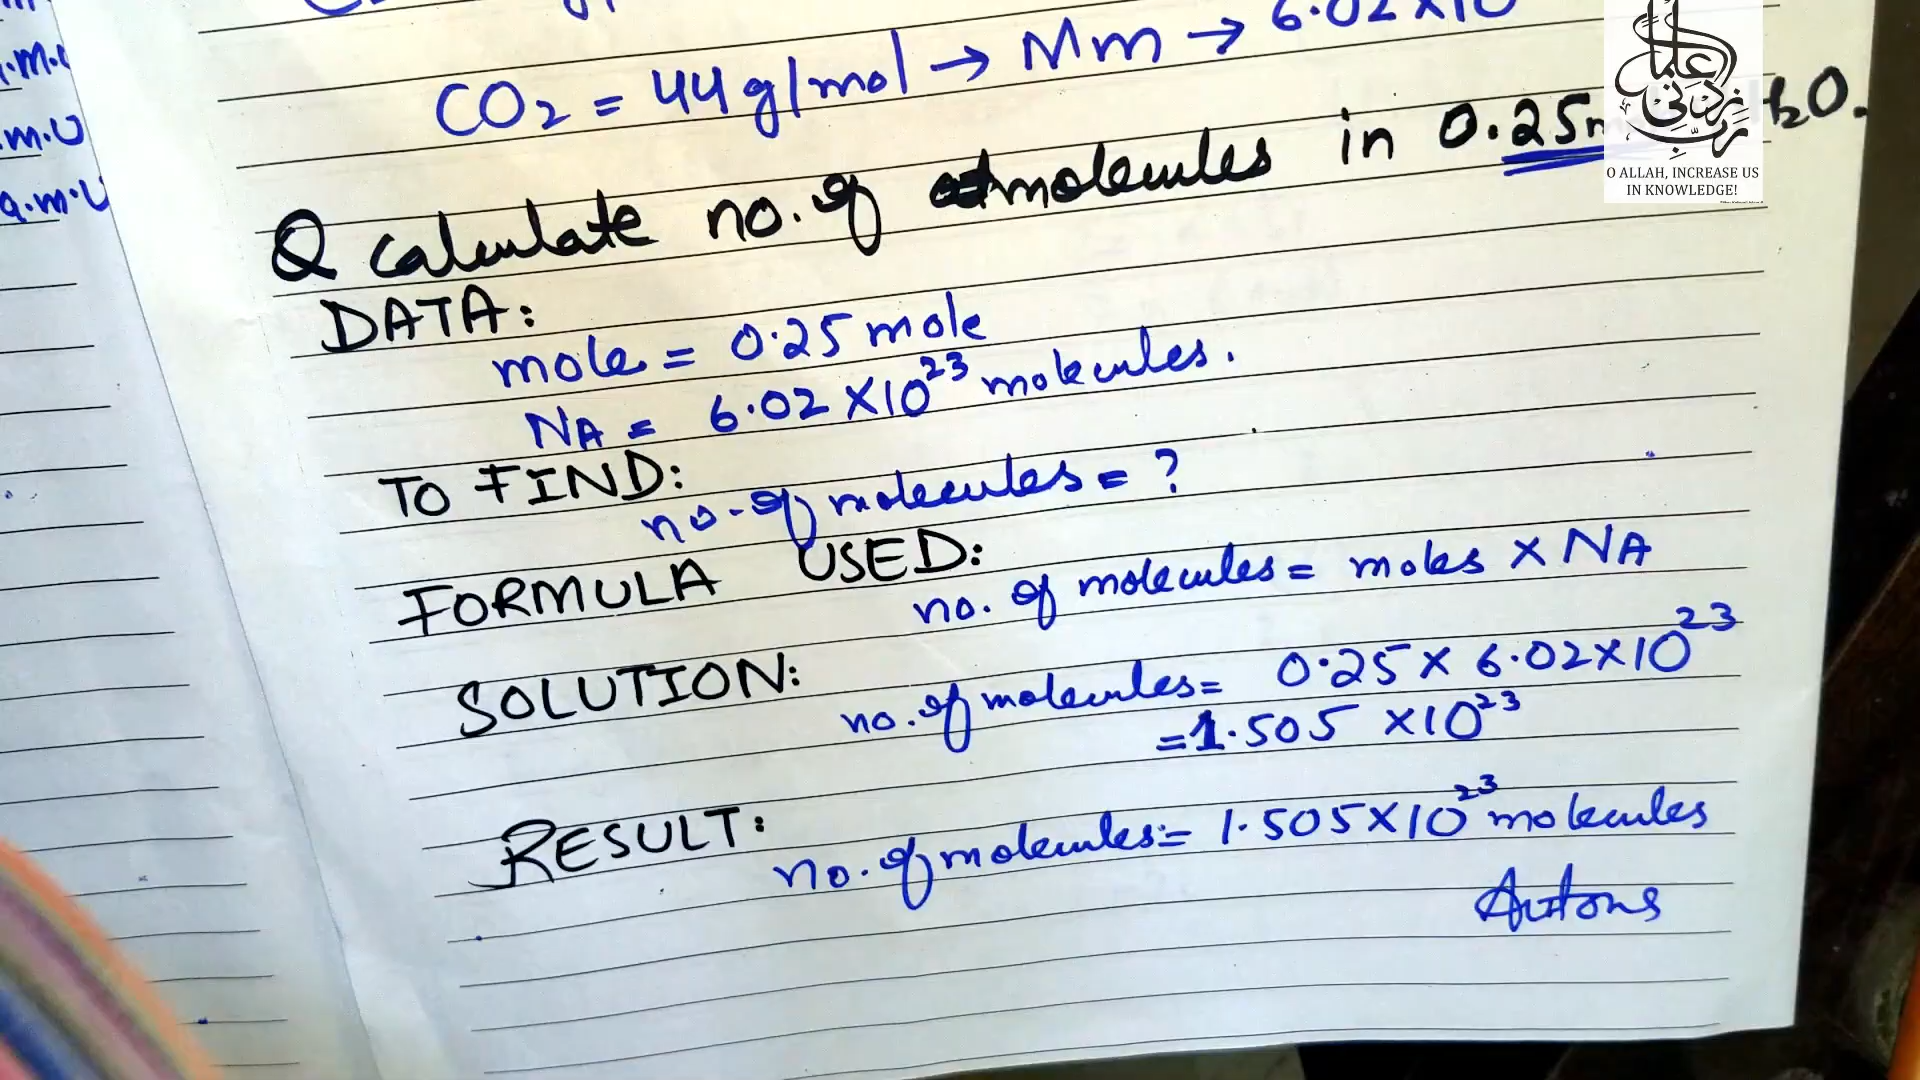 .m.U
a.m.U
CO2 = 44 g/mol → Mm → 6.02 x 10
Q calculate no. of molecules in 0.25m H2O.
DATA:
mole = 0.25 mole
NA = 6.02 X 10^23 molecules.
TO FIND:
no. of molecules = ?
FORMULA USED:
no. of molecules = moles X NA
SOLUTION:
no. of molecules = 0.25 x 6.02 x 10^23
= 1.505 x 10^23
RESULT:
no. of molecules = 1.505 x 10^23 molecules
رَبِّ زِدْنِي عِلْمًا
O ALLAH, INCREASE US
IN KNOWLEDGE!